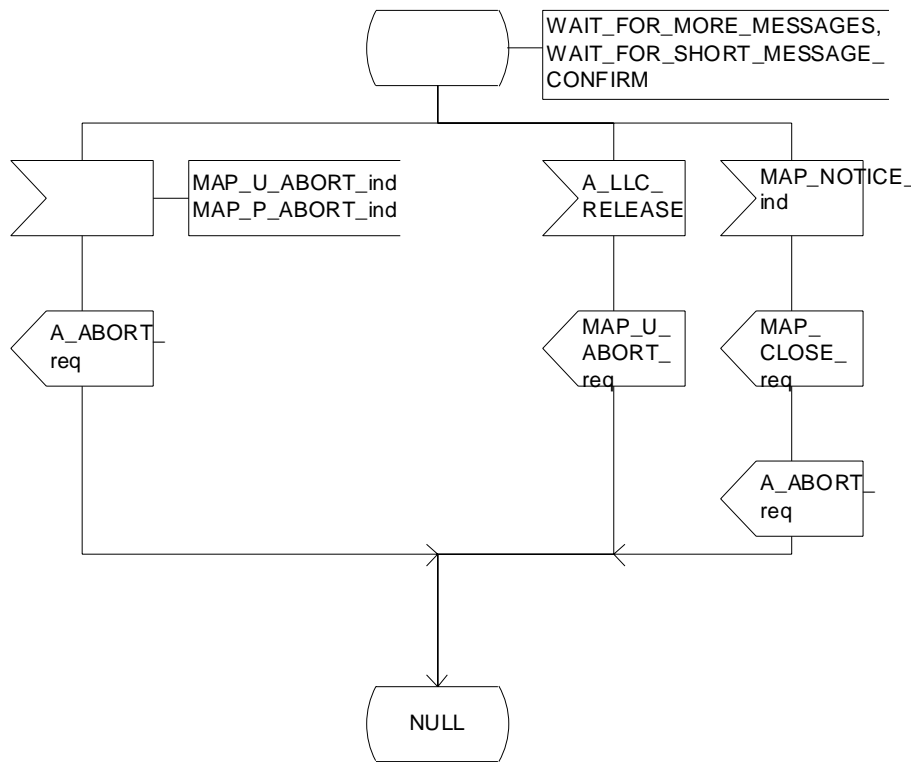 WAIT_FOR_MORE_MESSAGES,
WAIT_FOR_SHORT_MESSAGE_
CONFIRM
MAP_U_ABORT_ind
MAP_P_ABORT_ind
A_LLC_
RELEASE
MAP_NOTICE_
ind
A_ABORT_
req
MAP_U_
ABORT_
req
MAP_
CLOSE_
req
A_ABORT_
req
NULL